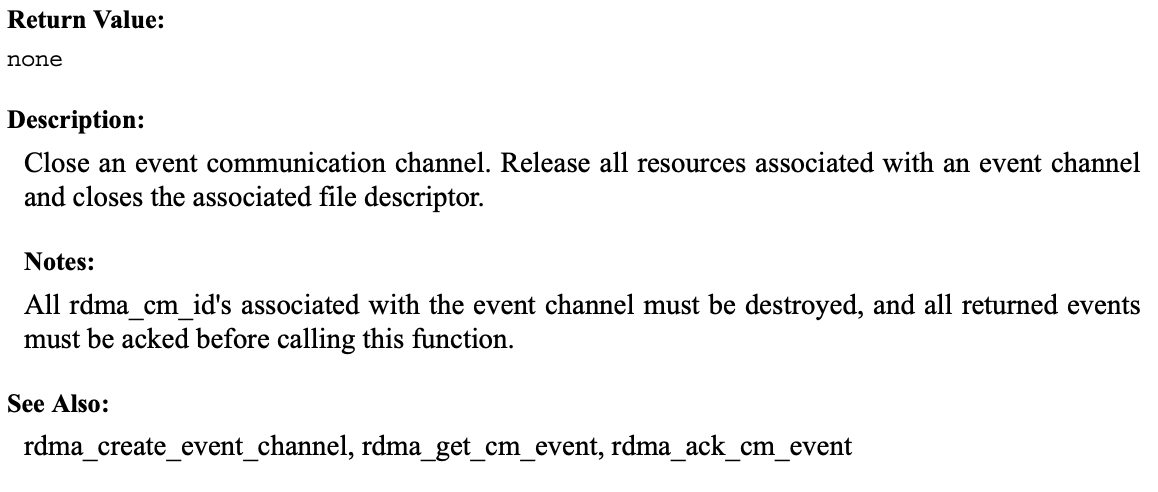 Return Value:
none
Description:
Close an event communication channel. Release all resources associated with an event channel
and closes the associated file descriptor.
Notes:
All rdma_cm_id's associated with the event channel must be destroyed, and all returned events
must be acked before calling this function.
See Also:
rdma_create_event_channel, rdma_get_cm_event, rdma_ack_cm_event